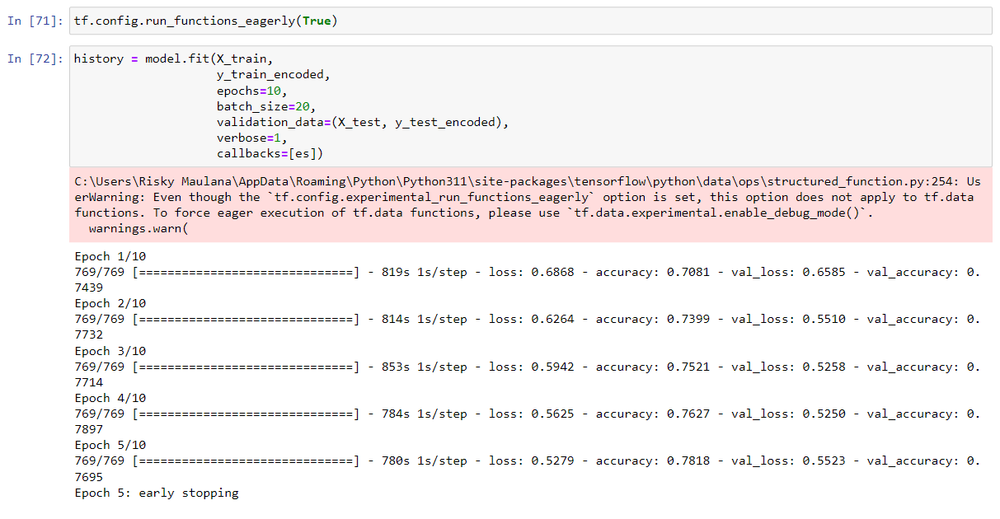 In [71]: tf.config.run_functions_eagerly(True)
In [72]: history = model.fit(X_train,
y_train_encoded,
epochs=10,
batch_size=20,
validation_data=(X_test, y_test_encoded),
verbose=1,
callbacks=[es])
C:\Users\Risky Maulana\AppData\Roaming\Python\Python311\site-packages\tensorflow\python\data\ops\structured_function.py:254: Us
erWarning: Even though the `tf.config.experimental_run_functions_eagerly` option is set, this option does not apply to tf.data
functions. To force eager execution of tf.data functions, please use `tf.data.experimental.enable_debug_mode()`.
warnings.warn(
Epoch 1/10
769/769 [==============================] - 819s 1s/step - loss: 0.6868 - accuracy: 0.7081 - val_loss: 0.6585 - val_accuracy: 0.
7439
Epoch 2/10
769/769 [==============================] - 814s 1s/step - loss: 0.6264 - accuracy: 0.7399 - val_loss: 0.5510 - val_accuracy: 0.
7732
Epoch 3/10
769/769 [==============================] - 853s 1s/step - loss: 0.5942 - accuracy: 0.7521 - val_loss: 0.5258 - val_accuracy: 0.
7714
Epoch 4/10
769/769 [==============================] - 784s 1s/step - loss: 0.5625 - accuracy: 0.7627 - val_loss: 0.5250 - val_accuracy: 0.
7897
Epoch 5/10
769/769 [==============================] - 780s 1s/step - loss: 0.5279 - accuracy: 0.7818 - val_loss: 0.5523 - val_accuracy: 0.
7695
Epoch 5: early stopping